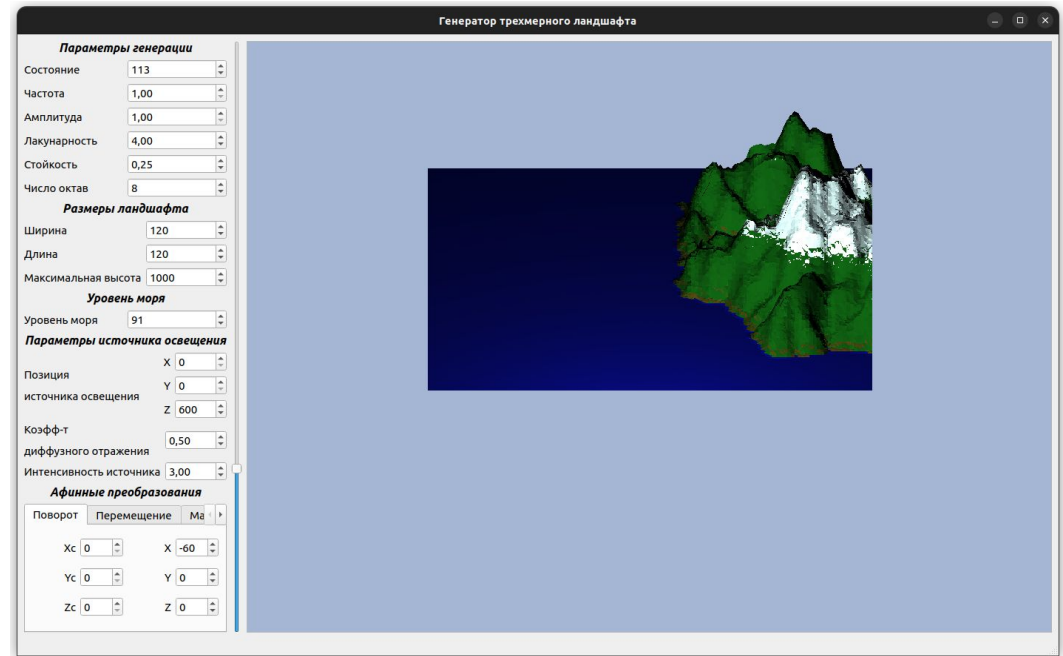 Генератор трехмерного ландшафта
Параметры генерации
Состояние 113
Частота 1,00
Амплитуда 1,00
Лакунарность 4,00
Стойкость 0,25
Число октав 8
Размеры ландшафта
Ширина 120
Длина 120
Максимальная высота 1000
Уровень моря
Уровень моря 91
Параметры источника освещения
Позиция
источника освещения
X 0
Y 0
Z 600
Коэфф-т
диффузного отражения
0,50
Интенсивность источника 3,00
Афинные преобразования
Поворот Перемещение Ма
Xc 0 X -60
Yc 0 Y 0
Zc 0 Z 0